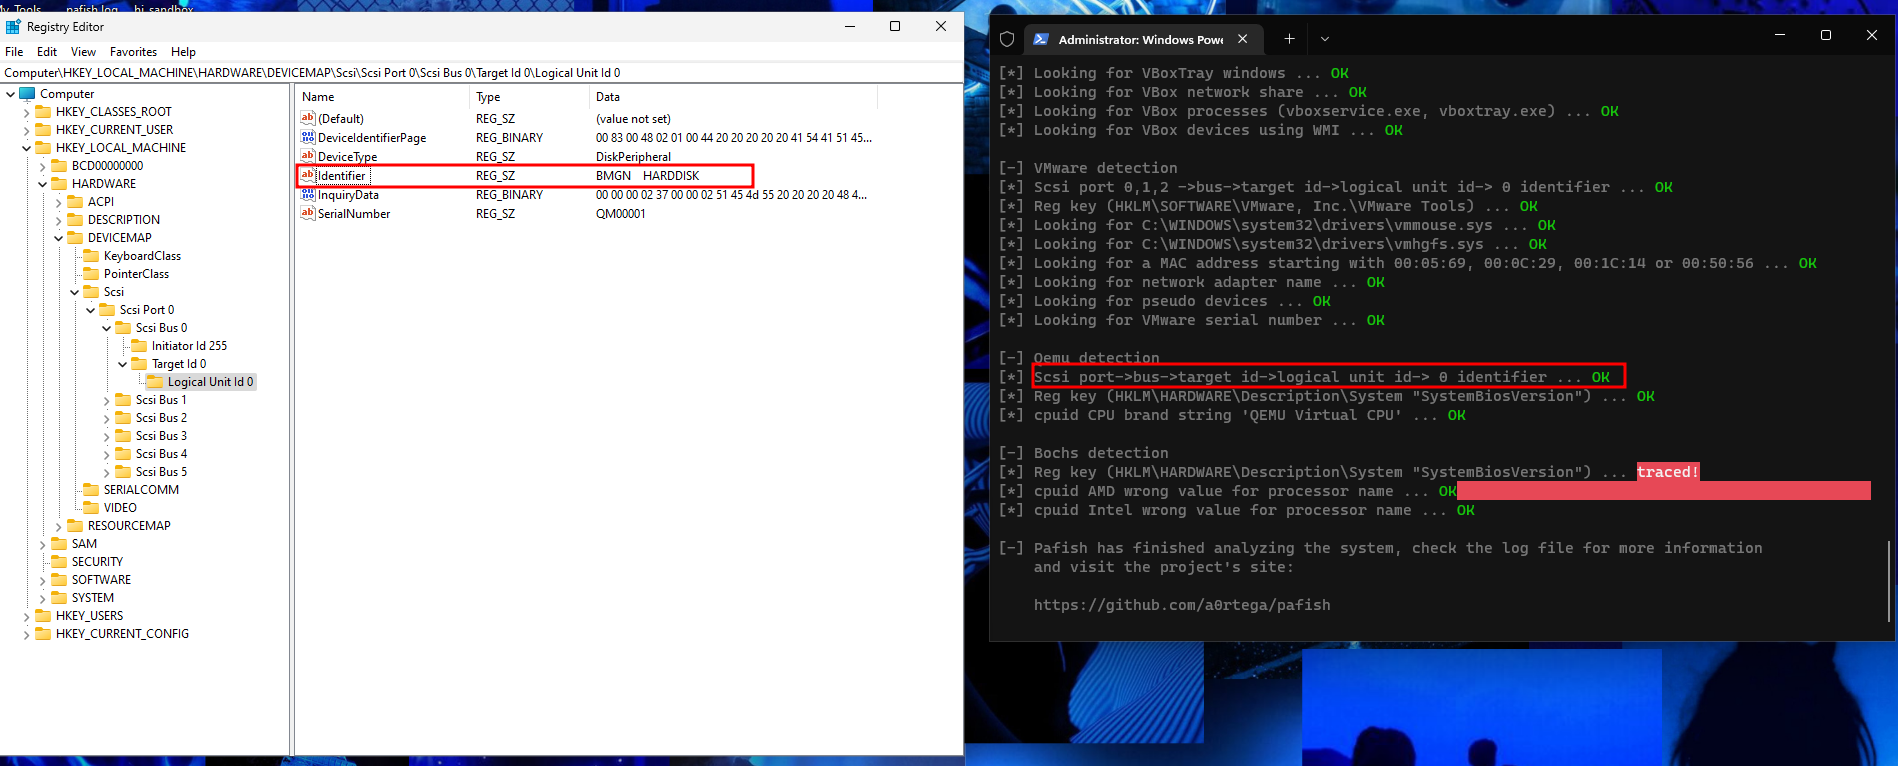 pafish.log
hi_sandbox
Registry Editor
File Edit View Favorites Help
Computer\HKEY_LOCAL_MACHINE\HARDWARE\DEVICEMAP\Scsi\Scsi Port 0\Scsi Bus 0\Target Id 0\Logical Unit Id 0
Computer
HKEY_CLASSES_ROOT
HKEY_CURRENT_USER
HKEY_LOCAL_MACHINE
BCD00000000
HARDWARE
ACPI
DESCRIPTION
DEVICEMAP
KeyboardClass
PointerClass
Scsi
Scsi Port 0
Scsi Bus 0
Initiator Id 255
Target Id 0
Logical Unit Id 0
Scsi Bus 1
Scsi Bus 2
Scsi Bus 3
Scsi Bus 4
Scsi Bus 5
SERIALCOMM
VIDEO
RESOURCEMAP
SAM
SECURITY
SOFTWARE
SYSTEM
HKEY_USERS
HKEY_CURRENT_CONFIG
Name Type Data
(Default) REG_SZ (value not set)
DeviceIdentifierPage REG_BINARY 00 83 00 48 02 01 00 44 20 20 20 20 20 41 54 41 51 45...
DeviceType REG_SZ DiskPeripheral
Identifier REG_SZ BMGN HARDDISK
InquiryData REG_BINARY 00 00 00 02 37 00 00 02 51 45 4d 55 20 20 20 20 48 4...
SerialNumber REG_SZ QM00001
Administrator: Windows Powe
[*] Looking for VBoxTray windows ... OK
[*] Looking for VBox network share ... OK
[*] Looking for VBox processes (vboxservice.exe, vboxtray.exe) ... OK
[*] Looking for VBox devices using WMI ... OK
[-] VMware detection
[*] Scsi port 0,1,2 ->bus->target id->logical unit id-> 0 identifier ... OK
[*] Reg key (HKLM\SOFTWARE\VMware, Inc.\VMware Tools) ... OK
[*] Looking for C:\WINDOWS\system32\drivers\vmmouse.sys ... OK
[*] Looking for C:\WINDOWS\system32\drivers\vmhgfs.sys ... OK
[*] Looking for a MAC address starting with 00:05:69, 00:0C:29, 00:1C:14 or 00:50:56 ... OK
[*] Looking for network adapter name ... OK
[*] Looking for pseudo devices ... OK
[*] Looking for VMware serial number ... OK
[-] Qemu detection
[*] Scsi port->bus->target id->logical unit id-> 0 identifier ... OK
[*] Reg key (HKLM\HARDWARE\Description\System "SystemBiosVersion") ... OK
[*] cpuid CPU brand string 'QEMU Virtual CPU' ... OK
[-] Bochs detection
[*] Reg key (HKLM\HARDWARE\Description\System "SystemBiosVersion") ... traced!
[*] cpuid AMD wrong value for processor name ... OK
[*] cpuid Intel wrong value for processor name ... OK
[-] Pafish has finished analyzing the system, check the log file for more information
and visit the project's site:
https://github.com/a0rtega/pafish